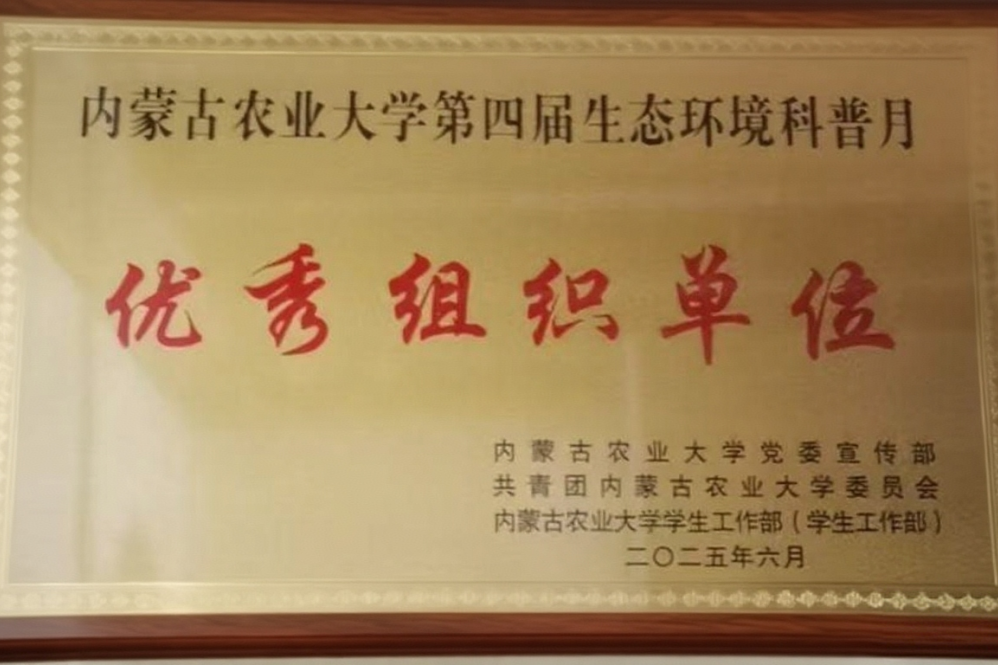 内蒙古农业大学第四届生态环境科普月
优秀组织单位
内蒙古农业大学党委宣传部
共青团内蒙古农业大学委员会
内蒙古农业大学学生工作部（学生工作部）
二〇二五年六月